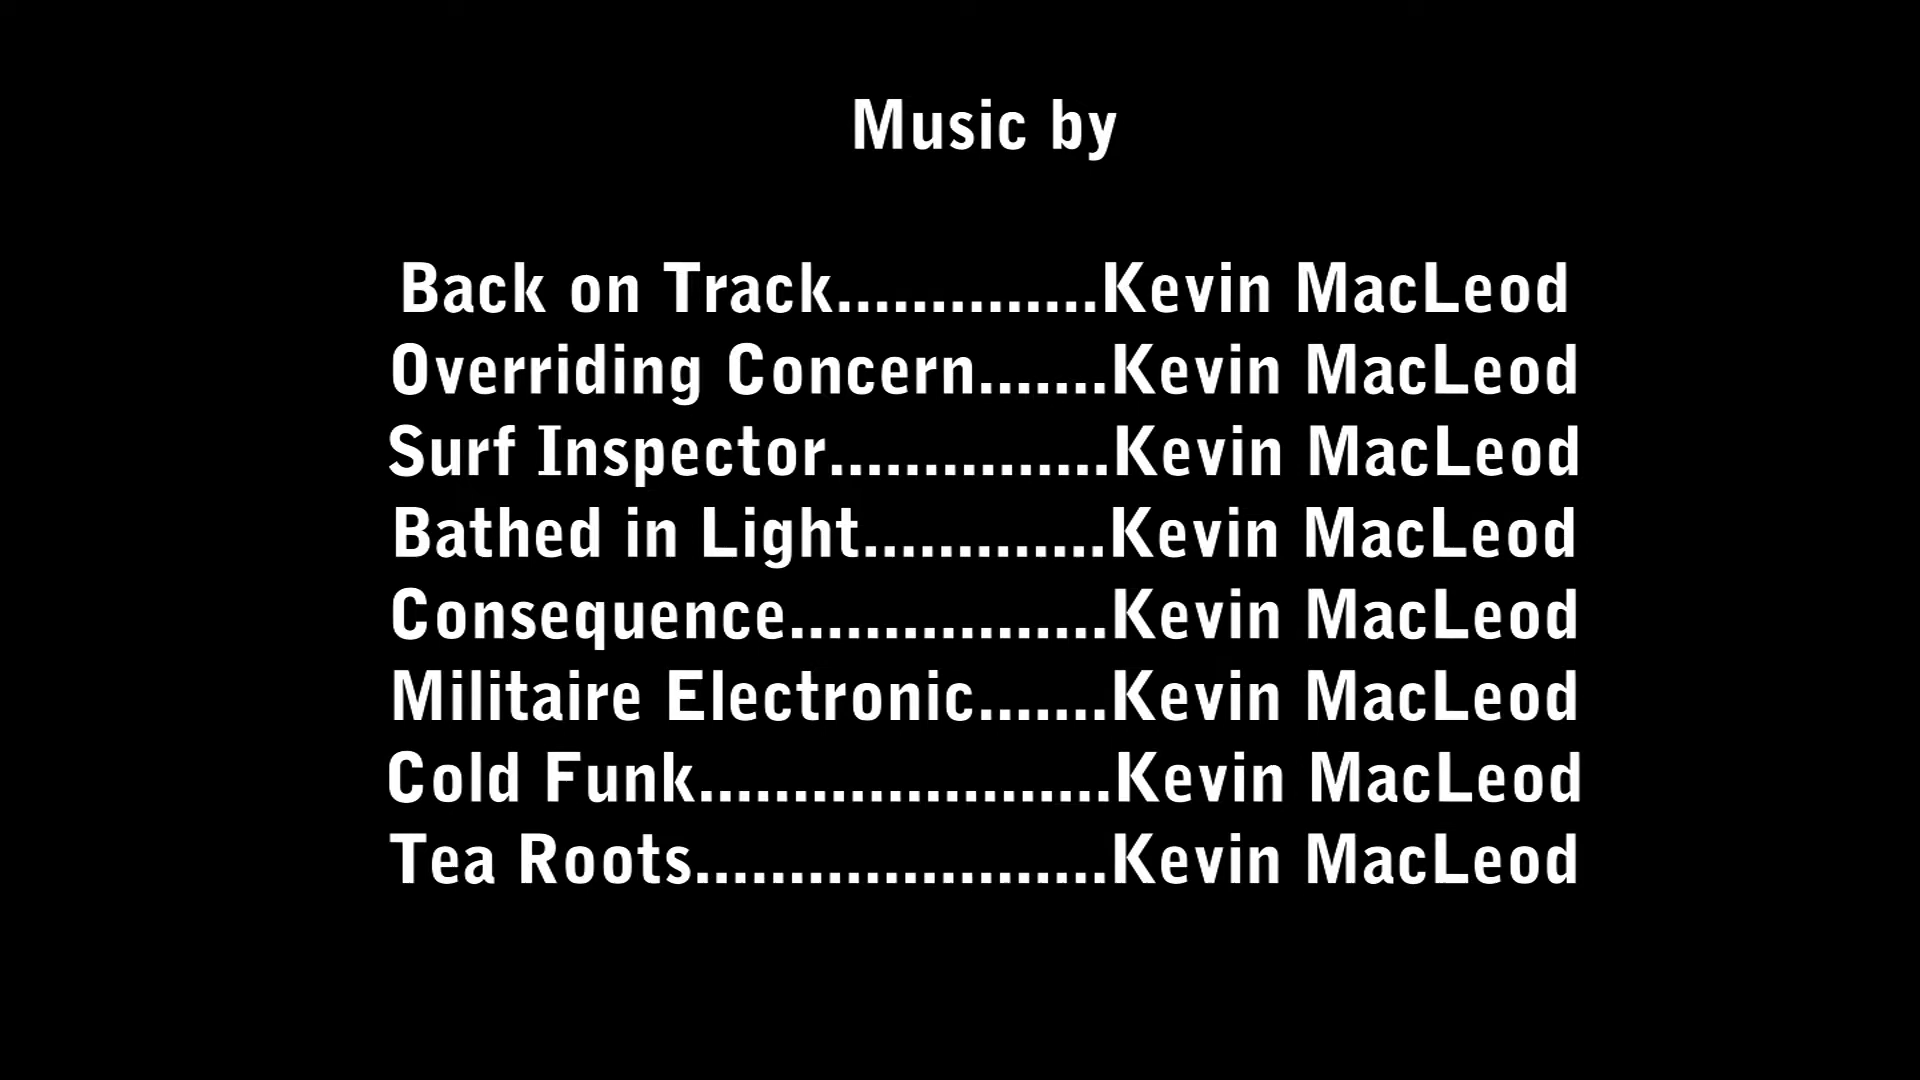 Music by
Back on Track..............Kevin MacLeod
Overriding Concern.......Kevin MacLeod
Surf Inspector...............Kevin MacLeod
Bathed in Light.............Kevin MacLeod
Consequence.................Kevin MacLeod
Militaire Electronic.......Kevin MacLeod
Cold Funk......................Kevin MacLeod
Tea Roots......................Kevin MacLeod